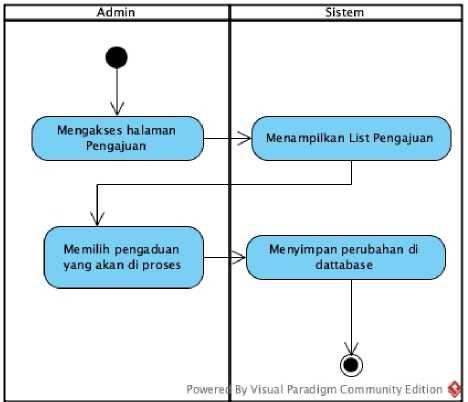 Admin
Sistem
Mengakses halaman
Pengajuan
Menampilkan List Pengajuan
Memilih pengaduan
yang akan di proses
Menyimpan perubahan di
dattabase
Powered By Visual Paradigm Community Edition